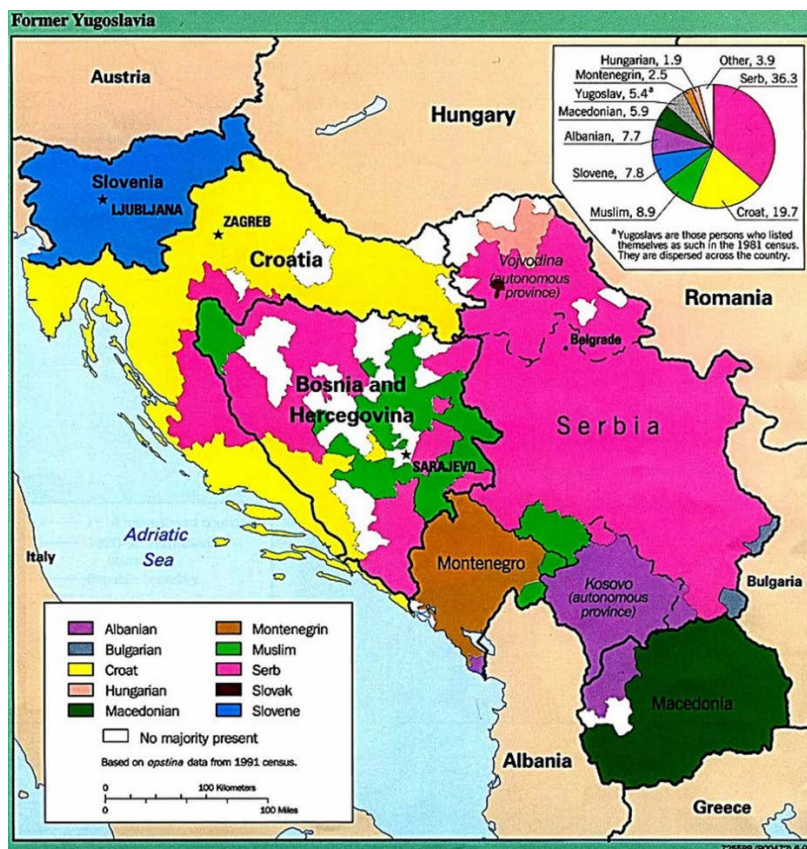 Former Yugoslavia
Austria
Hungary
Hungarian, 1.9
Other, 3.9
Montenegrin, 2.5
Serb, 36.3
Yugoslav, 5.4a
Macedonian, 5.9
Albanian, 7.7
Slovene, 7.8
Muslim, 8.9
Croat, 19.7
a Yugoslavs are those persons who listed
themselves as such in the 1981 census.
They are dispersed across the country.
Slovenia
LJUBLJANA
ZAGREB
Croatia
Vojvodina
(autonomous
province)
Romania
Belgrade
Bosnia and
Hercegovina
Serbia
SARAJEVO
Adriatic
Sea
Italy
Montenegro
Kosovo
(autonomous
province)
Bulgaria
Macedonia
Albania
Greece
Albanian
Bulgarian
Croat
Hungarian
Macedonian
Montenegrin
Muslim
Serb
Slovak
Slovene
No majority present
Based on opstina data from 1991 census.
0 100 Kilometers
0 100 Miles